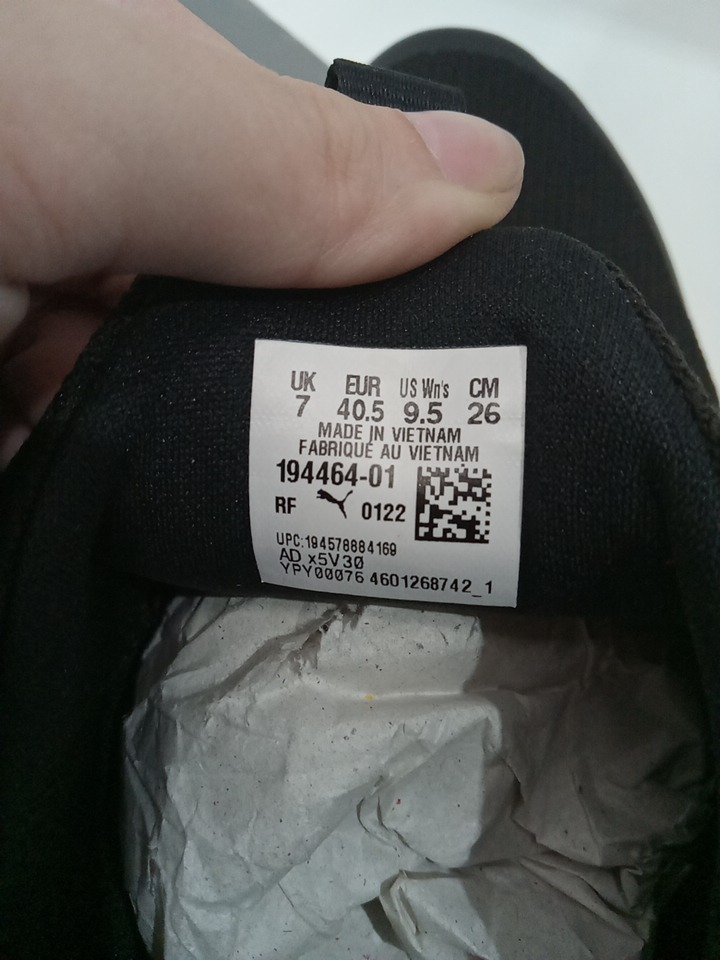 UK EUR US Wn's CM
7 40.5 9.5 26
MADE IN VIETNAM
FABRIQUÉ AU VIETNAM
194464-01
RF 0122
UPC:194578884169
AD x5V30
YPY00076 4601268742_1